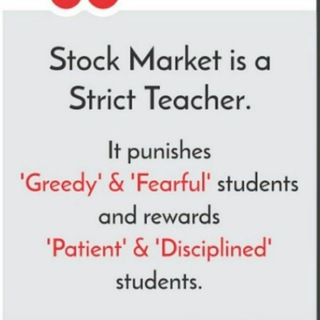 Stock Market is a
Strict Teacher.
It punishes
'Greedy' & 'Fearful' students
and rewards
'Patient' & 'Disciplined'
students.